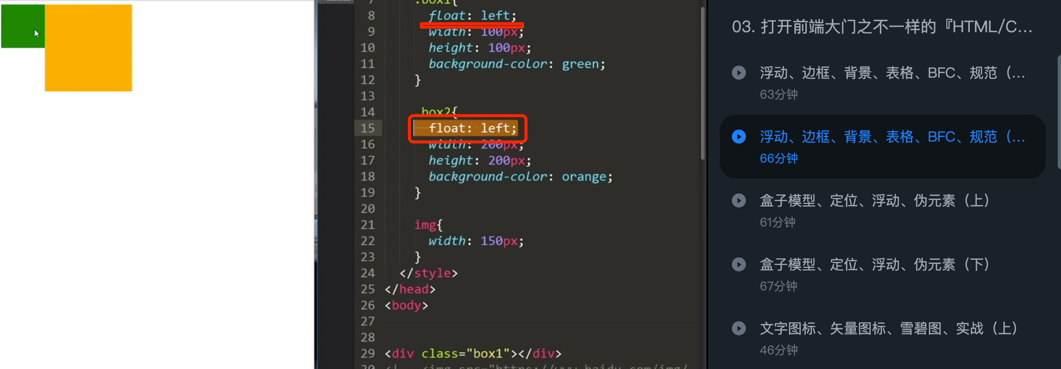 7 .box1{
8 float: left;
9 width: 100px;
10 height: 100px;
11 background-color: green;
12 }
13
14 .box2{
15 float: left;
16 width: 200px;
17 height: 200px;
18 background-color: orange;
19 }
20
21 img{
22 width: 150px;
23 }
24 </style>
25 </head>
26 <body>
27
28
29 <div class="box1"></div>
03. 打开前端大门之不一样的『HTML/C...
浮动、边框、背景、表格、BFC、规范（...
63分钟
浮动、边框、背景、表格、BFC、规范（...
66分钟
盒子模型、定位、浮动、伪元素（上）
61分钟
盒子模型、定位、浮动、伪元素（下）
67分钟
文字图标、矢量图标、雪碧图、实战（上）
46分钟